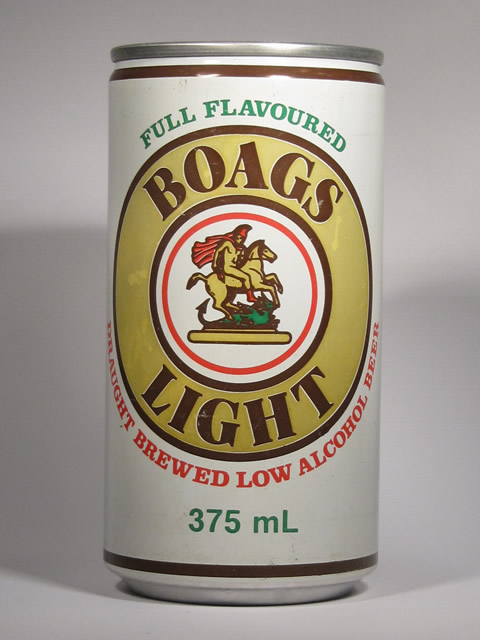 FULL FLAVOURED
BOAGS
LIGHT
DRAUGHT BREWED LOW ALCOHOL BEER
375 mL